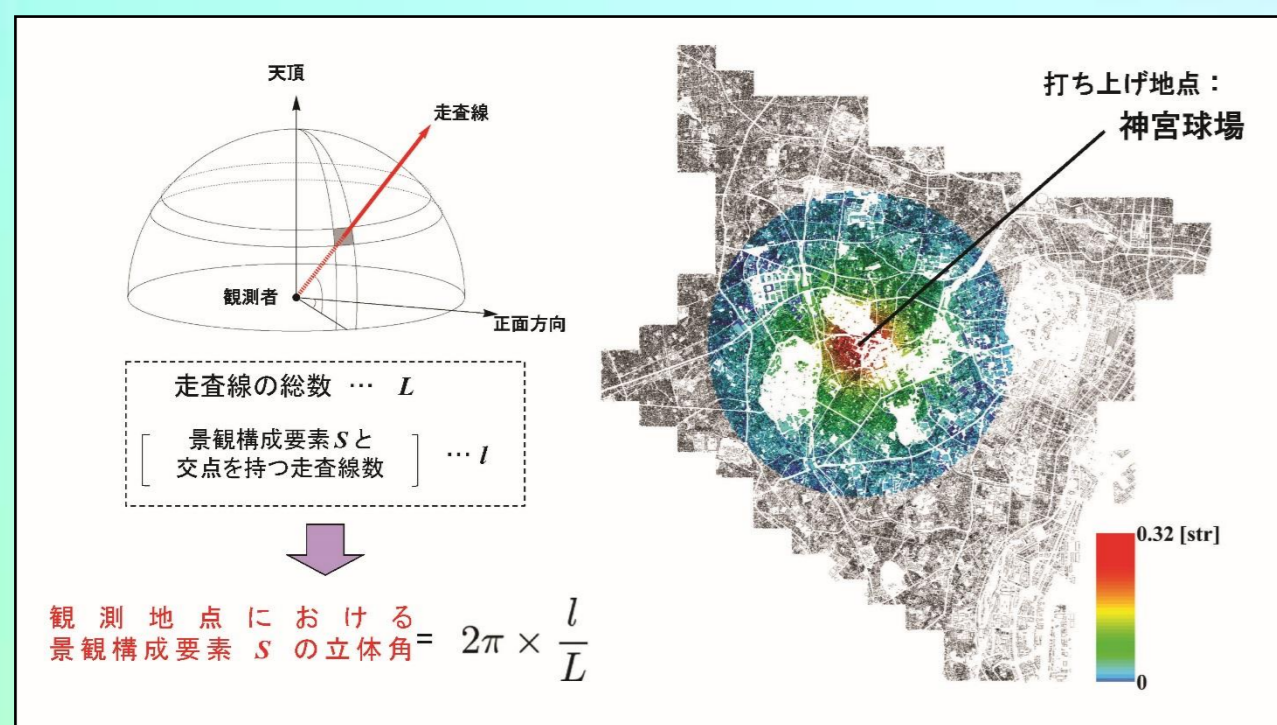 天頂
走査線
観測者
正面方向
走査線の総数 … L
景観構成要素 S と
交点を持つ走査線数
… l
観測地点における
景観構成要素 S の立体角
= 2π × l/L
打ち上げ地点：
神宮球場
0.32 [str]
0